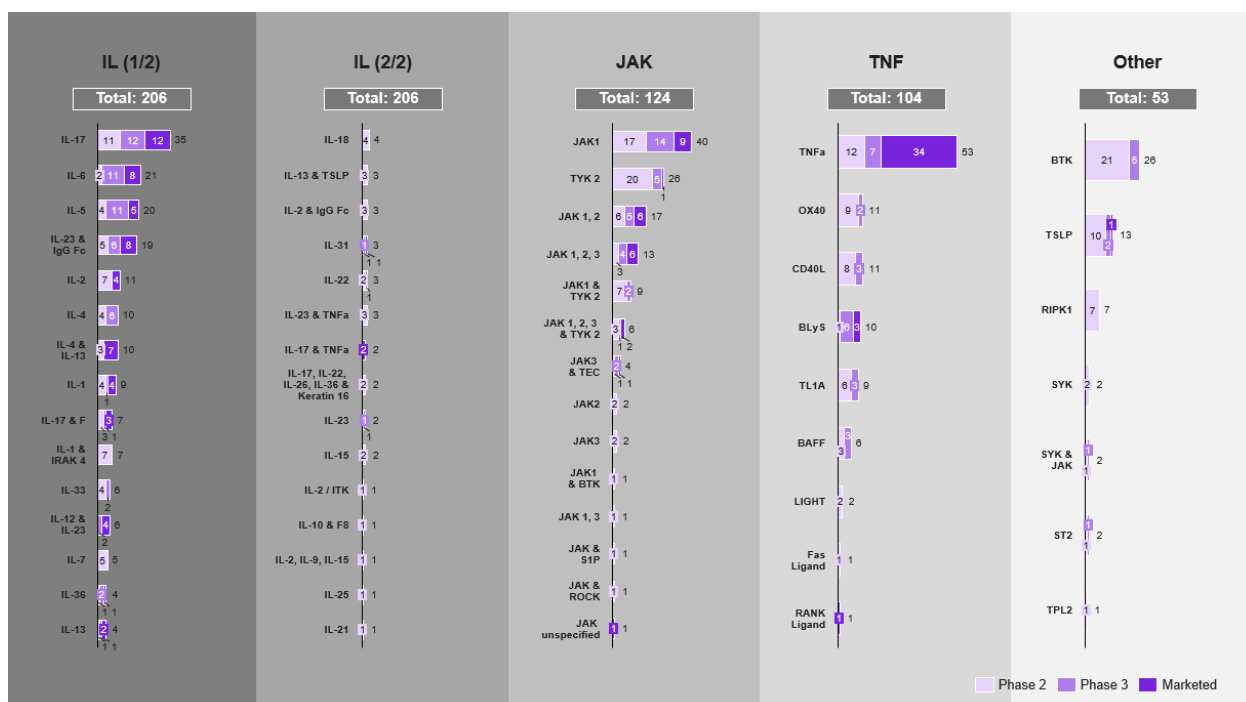 IL (1/2)
Total: 206
IL-17 11 12 12 35
IL-6 2 11 8 21
IL-5 4 11 5 20
IL-23 &
IgG Fc
5 6 8 19
IL-2 7 4 11
IL-4 4 6 10
IL-4 &
IL-13
3 7 10
IL-1 4 4 9
1
IL-17 & F 3 7
3 1
IL-1 &
IRAK 4
7 7
IL-33 4 6
2
IL-12 &
IL-23
4 6
2
IL-7 5 5
IL-36 2 4
1 1
IL-13 2 4
1 1
IL (2/2)
Total: 206
IL-18 4 4
IL-13 & TSLP 3 3
IL-2 & IgG Fc 3 3
IL-31 1 3
1 1
IL-22 2 3
1
IL-23 & TNFa 3 3
IL-17 & TNFa 2 2
IL-17, IL-22,
IL-26, IL-36 &
Keratin 16
2 2
IL-23 1 2
1
IL-15 2 2
IL-2 / ITK 1 1
IL-10 & F8 1 1
IL-2, IL-9, IL-15 1 1
IL-25 1 1
IL-21 1 1
JAK
Total: 124
JAK1 17 14 9 40
TYK 2 20 5 26
1
JAK 1, 2 6 5 6 17
JAK 1, 2, 3 4 6 13
3
JAK1 &
TYK 2
7 2 9
JAK 1, 2, 3
& TYK 2
3 6
1 2
JAK3
& TEC
2 4
1 1
JAK2 2 2
JAK3 2 2
JAK1
& BTK
1 1
JAK 1, 3 1 1
JAK &
S1P
1 1
JAK &
ROCK
1 1
JAK
unspecified
1 1
TNF
Total: 104
TNFa 12 7 34 53
OX40 9 2 11
CD40L 8 3 11
BLyS 1 6 3 10
TL1A 6 3 9
BAFF 3 6
3
LIGHT 2 2
Fas
Ligand
1 1
RANK
Ligand
1 1
Other
Total: 53
BTK 21 5 26
TSLP 10 1 13
2
RIPK1 7 7
SYK 2 2
SYK &
JAK
1 2
1
ST2 1 2
1
TPL2 1 1
Phase 2 Phase 3 Marketed